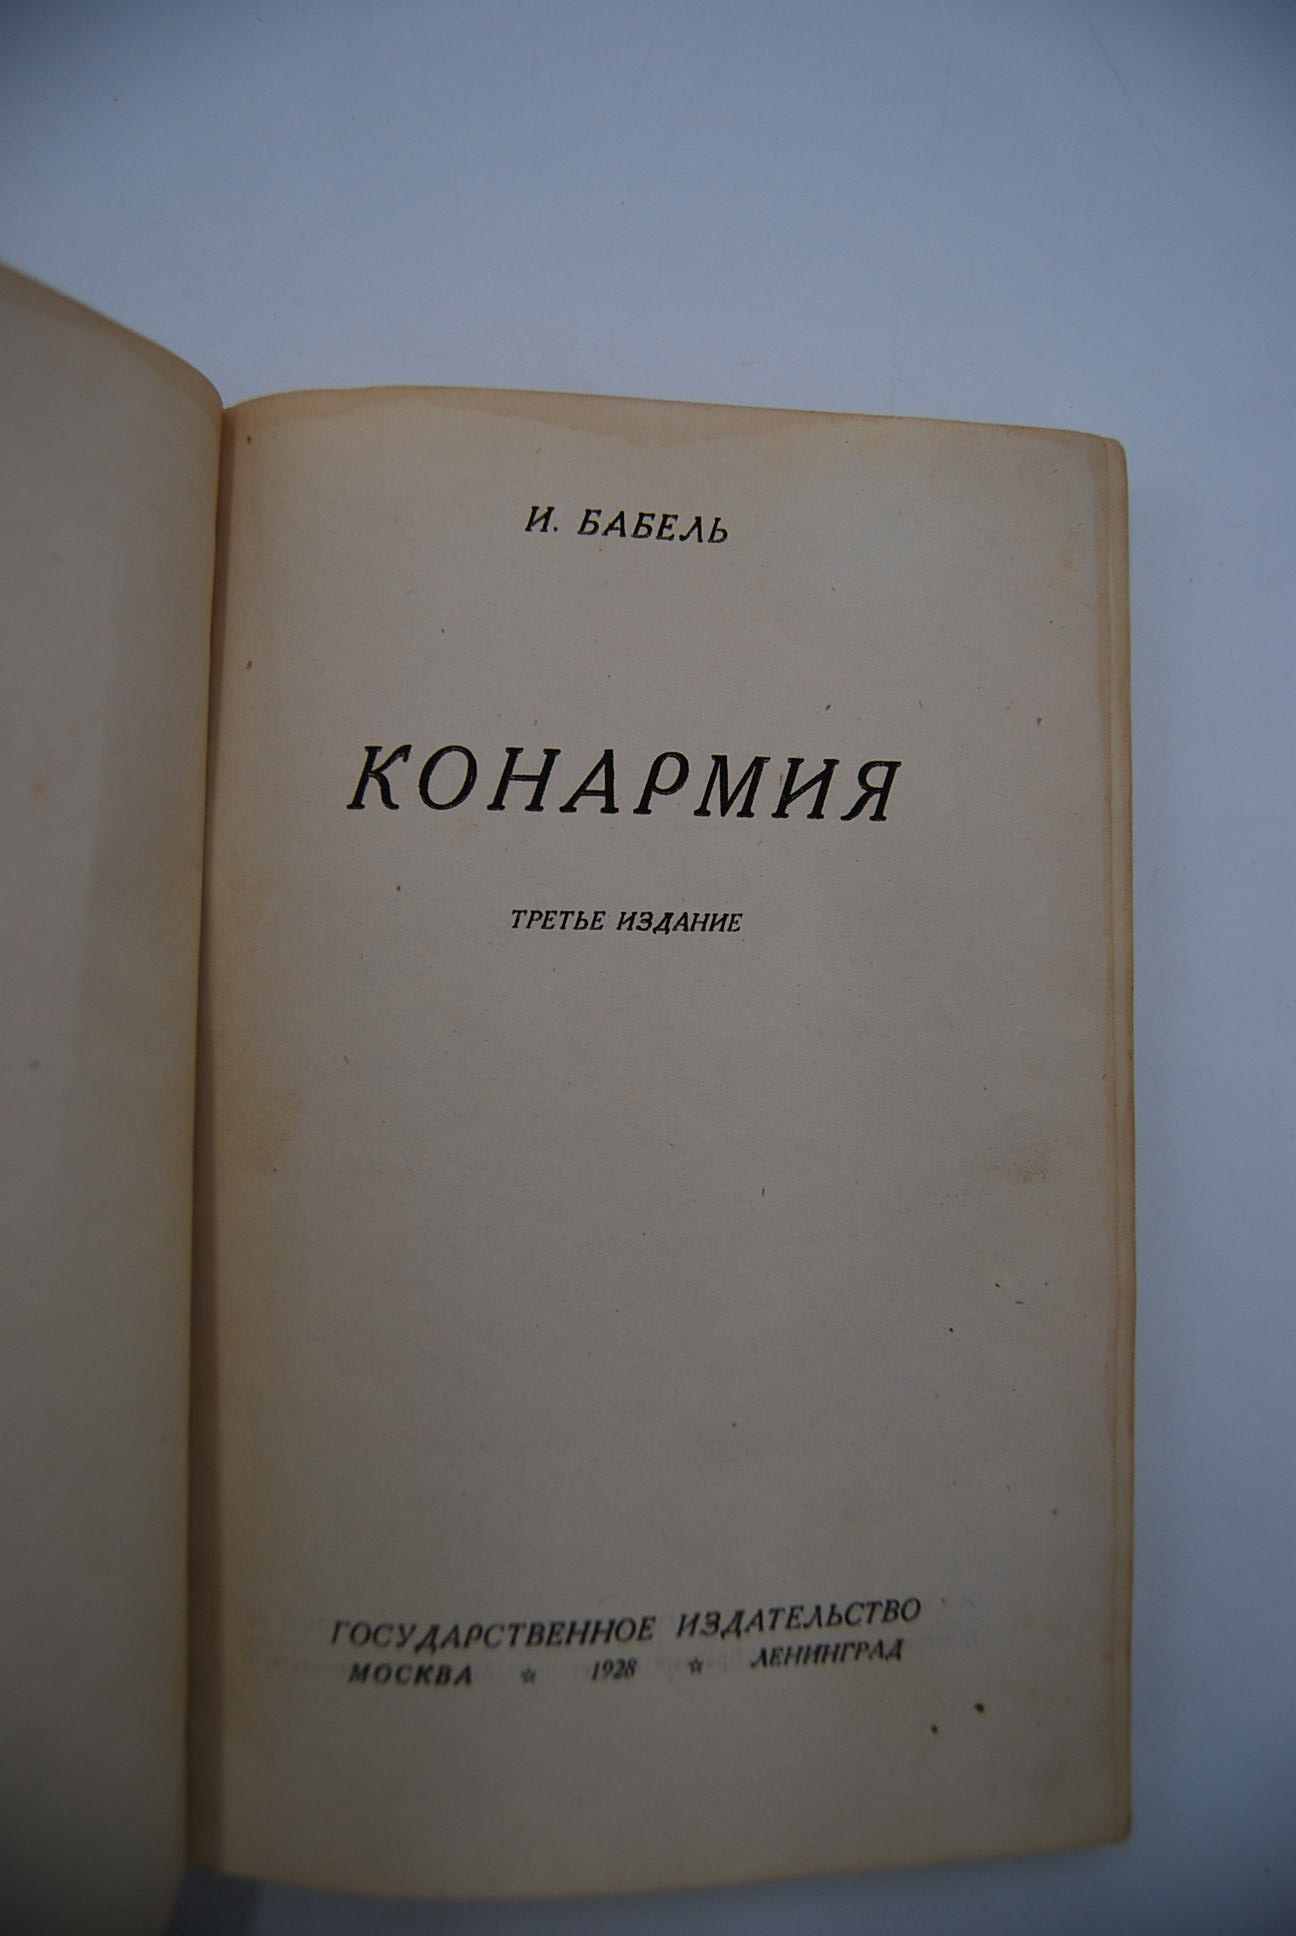 И. БАБЕЛЬ
КОНАРМИЯ
ТРЕТЬЕ ИЗДАНИЕ
ГОСУДАРСТВЕННОЕ ИЗДАТЕЛЬСТВО
МОСКВА ☆ 1928 ☆ ЛЕНИНГРАД